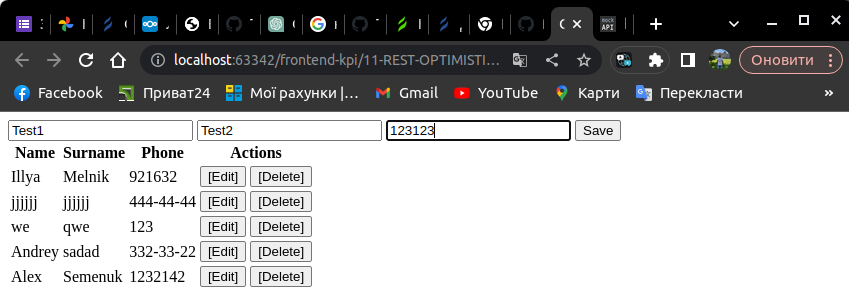 localhost:63342/frontend-kpi/11-REST-OPTIMISTI... Оновити
Facebook Приват24 Мої рахунки |... Gmail YouTube Карти Перекласти »
Test1 Test2 123123 Save
Name Surname Phone Actions
Illya Melnik 921632 [Edit] [Delete]
jjjjjj jjjjjj 444-44-44 [Edit] [Delete]
we qwe 123 [Edit] [Delete]
Andrey sadad 332-33-22 [Edit] [Delete]
Alex Semenuk 1232142 [Edit] [Delete]